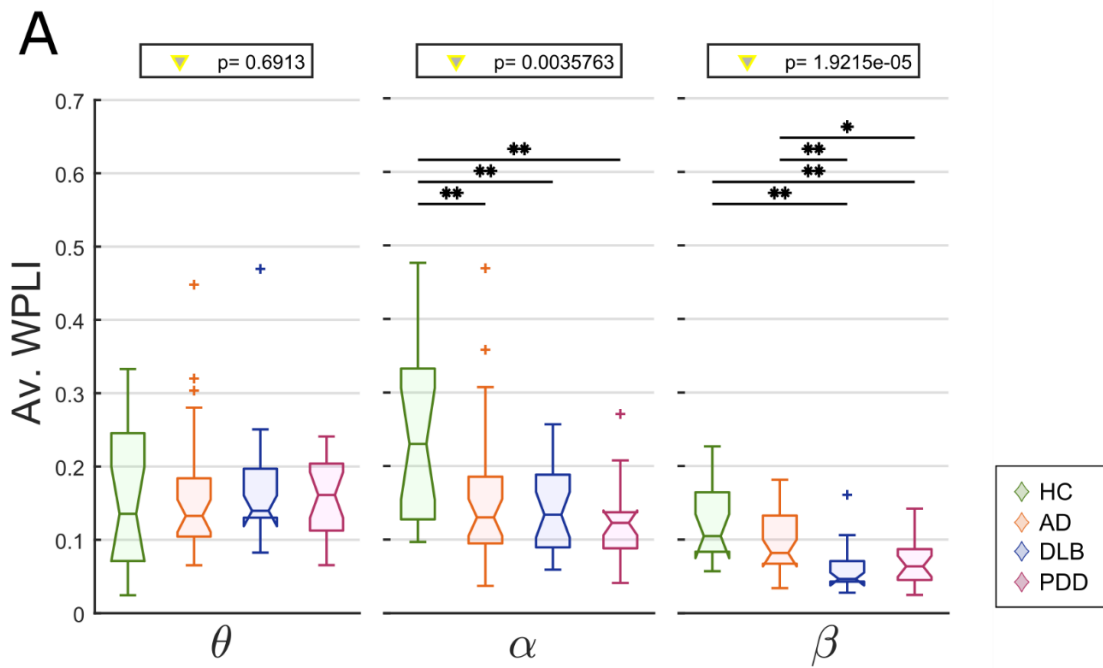 A
p= 0.6913
p= 0.0035763
p= 1.9215e-05
Av. WPLI
0.7
0.6
0.5
0.4
0.3
0.2
0.1
0
**
**
**
*
**
**
**
θ
α
β
HC
AD
DLB
PDD